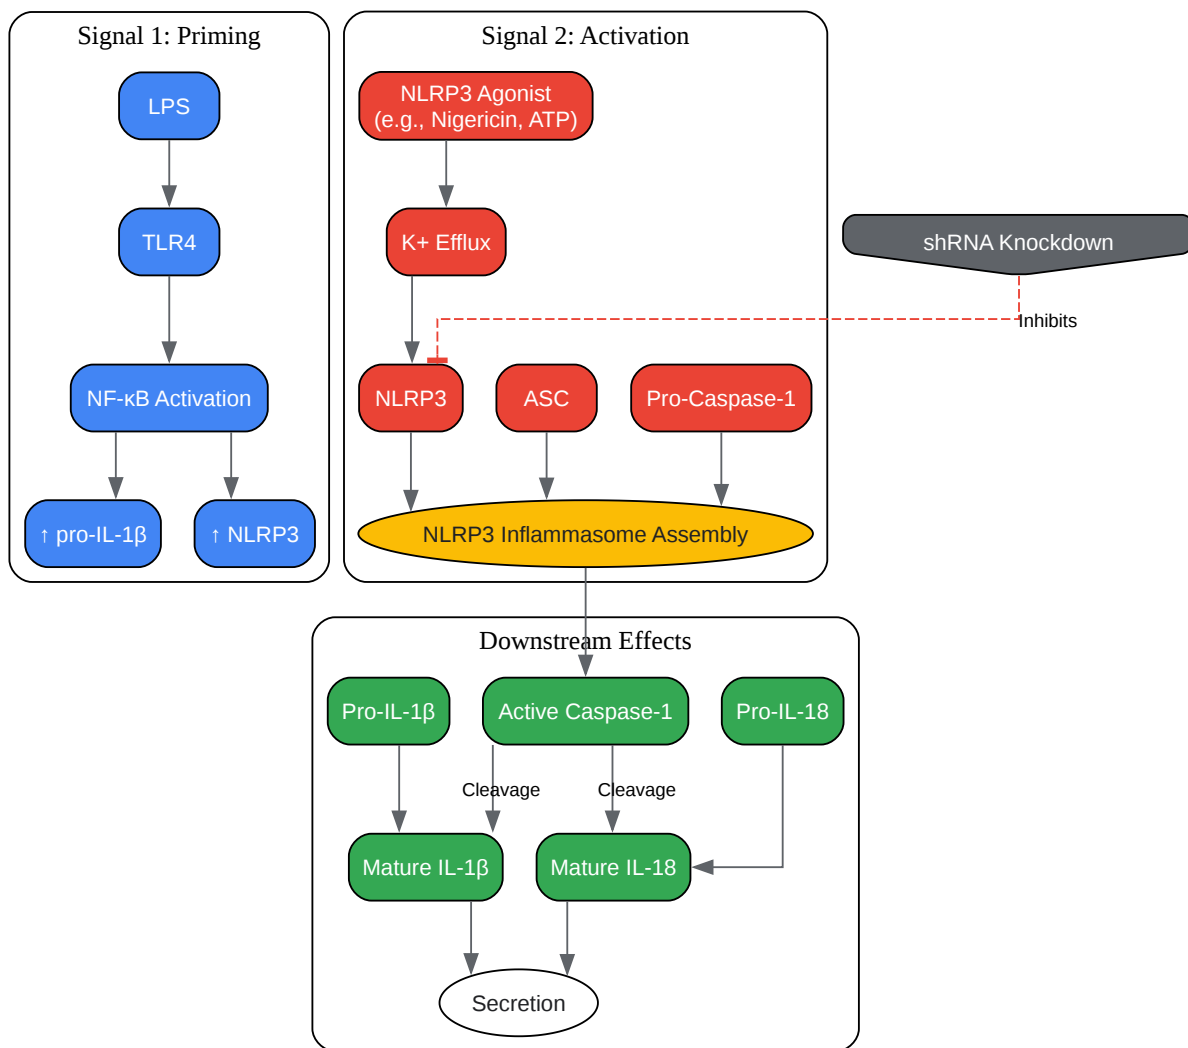 Signal 1: Priming
LPS
TLR4
NF-κB Activation
↑ pro-IL-1β
↑ NLRP3
Signal 2: Activation
NLRP3 Agonist
(e.g., Nigericin, ATP)
K+ Efflux
shRNA Knockdown
Inhibits
NLRP3
ASC
Pro-Caspase-1
NLRP3 Inflammasome Assembly
Downstream Effects
Pro-IL-1β
Active Caspase-1
Pro-IL-18
Cleavage
Cleavage
Mature IL-1β
Mature IL-18
Secretion